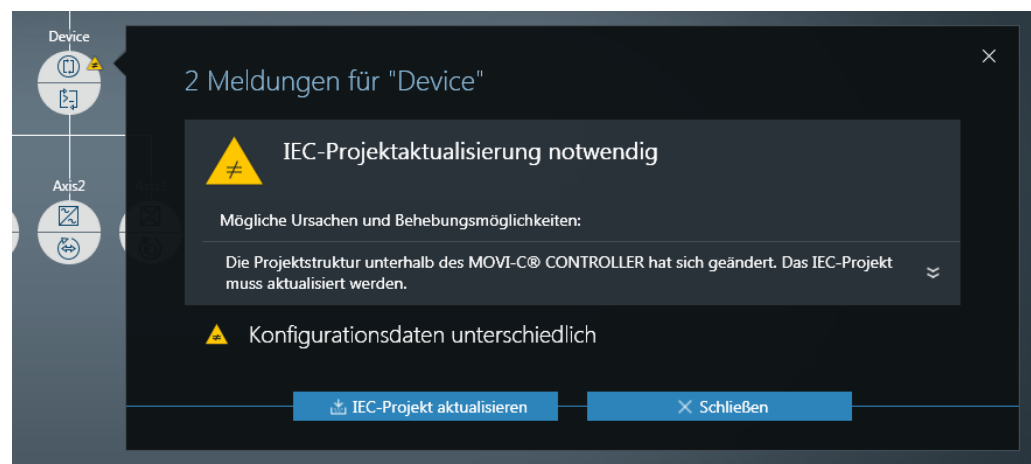 Device
2 Meldungen für "Device"
IEC-Projektaktualisierung notwendig
Axis2
Mögliche Ursachen und Behebungsmöglichkeiten:
Die Projektstruktur unterhalb des MOVI-C® CONTROLLER hat sich geändert. Das IEC-Projekt
muss aktualisiert werden.
Konfigurationsdaten unterschiedlich
IEC-Projekt aktualisieren
Schließen